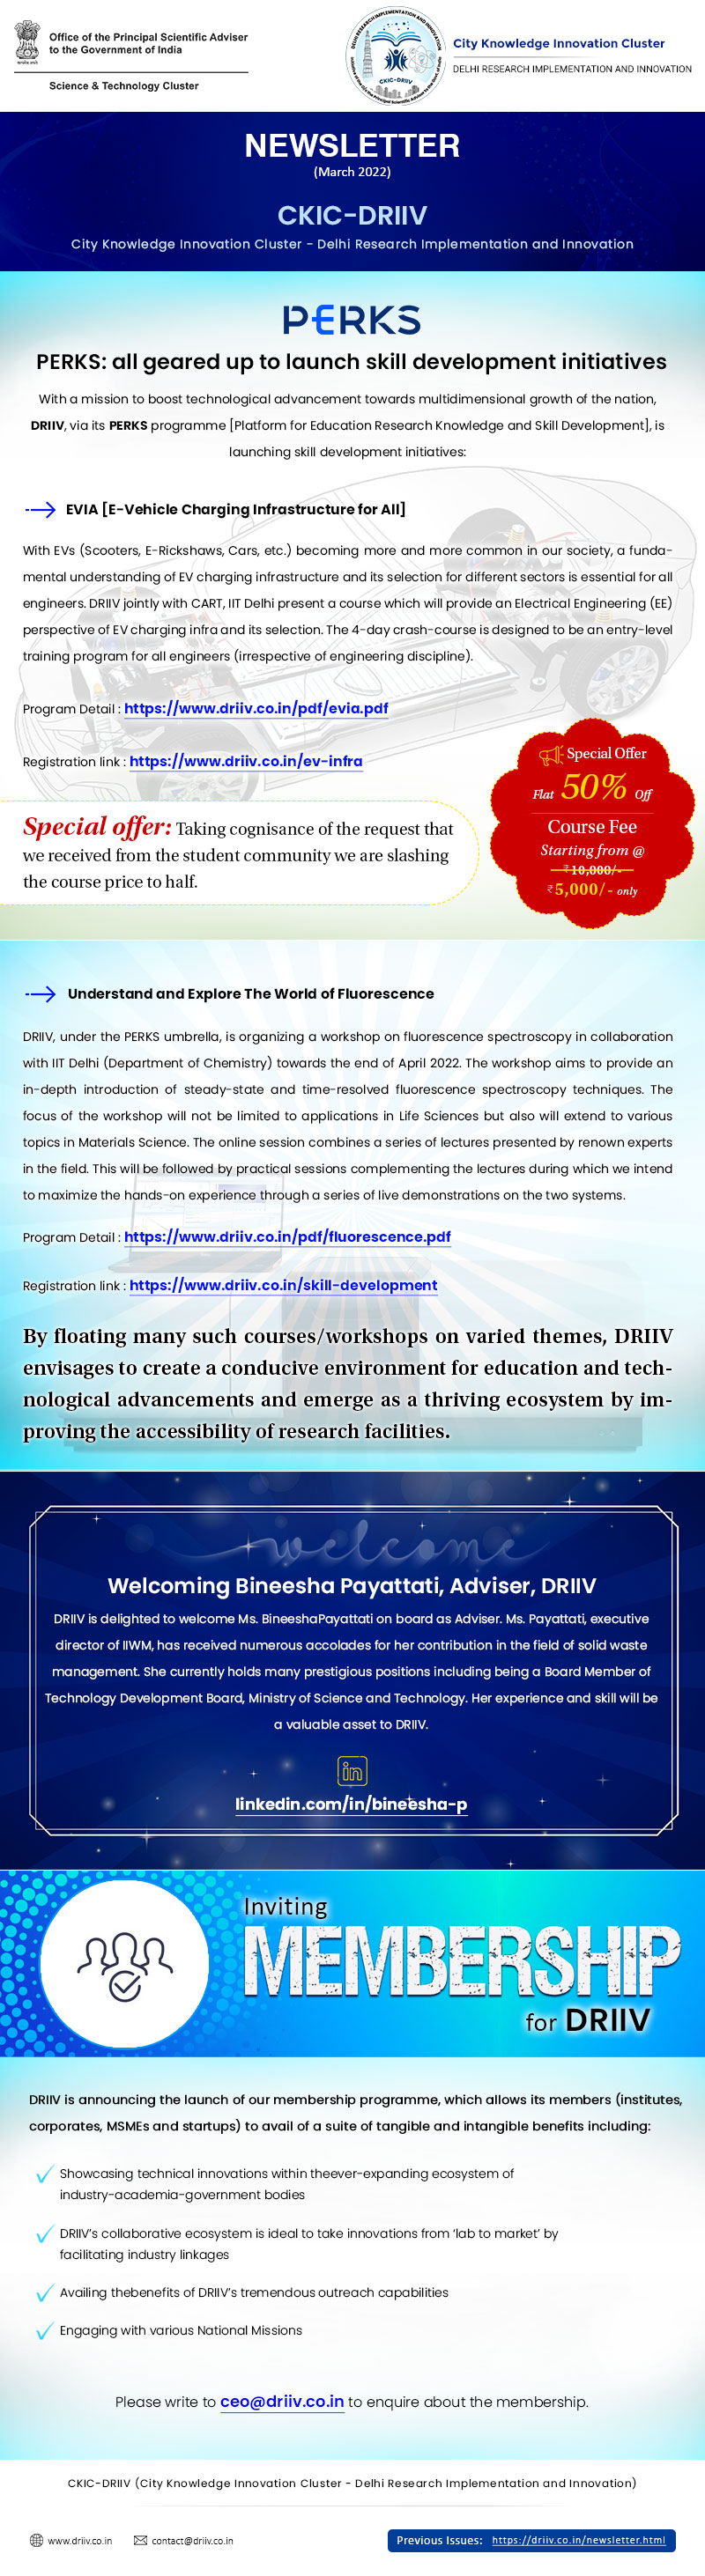 Office of the Principal Scientific Adviser
to the Government of India
Science & Technology Cluster
CKIC-DRIIV
City Knowledge Innovation Cluster
DELHI RESEARCH IMPLEMENTATION AND INNOVATION
NEWSLETTER
(March 2022)
CKIC-DRIIV
City Knowledge Innovation Cluster - Delhi Research Implementation and Innovation
PERKS
PERKS: all geared up to launch skill development initiatives
With a mission to boost technological advancement towards multidimensional growth of the nation,
DRIIV, via its PERKS programme [Platform for Education Research Knowledge and Skill Development], is
launching skill development initiatives:
EVIA [E-Vehicle Charging Infrastructure for All]
With EVs (Scooters, E-Rickshaws, Cars, etc.) becoming more and more common in our society, a funda-
mental understanding of EV charging infrastructure and its selection for different sectors is essential for all
engineers. DRIIV jointly with CART, IIT Delhi present a course which will provide an Electrical Engineering (EE)
perspective of EV charging infra and its selection. The 4-day crash-course is designed to be an entry-level
training program for all engineers (irrespective of engineering discipline).
Program Detail : https://www.driiv.co.in/pdf/evia.pdf
Registration link : https://www.driiv.co.in/ev-infra
Special offer: Taking cognisance of the request that
we received from the student community we are slashing
the course price to half.
Special Offer
Flat 50% Off
Course Fee
Starting from @
₹10,000/-
₹5,000/- only
Understand and Explore The World of Fluorescence
DRIIV, under the PERKS umbrella, is organizing a workshop on fluorescence spectroscopy in collaboration
with IIT Delhi (Department of Chemistry) towards the end of April 2022. The workshop aims to provide an
in-depth introduction of steady-state and time-resolved fluorescence spectroscopy techniques. The
focus of the workshop will not be limited to applications in Life Sciences but also will extend to various
topics in Materials Science. The online session combines a series of lectures presented by renown experts
in the field. This will be followed by practical sessions complementing the lectures during which we intend
to maximize the hands-on experience through a series of live demonstrations on the two systems.
Program Detail : https://www.driiv.co.in/pdf/fluorescence.pdf
Registration link : https://www.driiv.co.in/skill-development
By floating many such courses/workshops on varied themes, DRIIV
envisages to create a conducive environment for education and tech-
nological advancements and emerge as a thriving ecosystem by im-
proving the accessibility of research facilities.
welcome
Welcoming Bineesha Payattati, Adviser, DRIIV
DRIIV is delighted to welcome Ms. BineeshaPayattati on board as Adviser. Ms. Payattati, executive
director of IIWM, has received numerous accolades for her contribution in the field of solid waste
management. She currently holds many prestigious positions including being a Board Member of
Technology Development Board, Ministry of Science and Technology. Her experience and skill will be
a valuable asset to DRIIV.
in
linkedin.com/in/bineesha-p
Inviting
MEMBERSHIP
for DRIIV
DRIIV is announcing the launch of our membership programme, which allows its members (institutes,
corporates, MSMEs and startups) to avail of a suite of tangible and intangible benefits including:
Showcasing technical innovations within theever-expanding ecosystem of
industry-academia-government bodies
DRIIV's collaborative ecosystem is ideal to take innovations from 'lab to market' by
facilitating industry linkages
Availing thebenefits of DRIIV's tremendous outreach capabilities
Engaging with various National Missions
Please write to ceo@driiv.co.in to enquire about the membership.
CKIC-DRIIV (City Knowledge Innovation Cluster - Delhi Research Implementation and Innovation)
www.driiv.co.in
contact@driiv.co.in
Previous Issues: https://driiv.co.in/newsletter.html